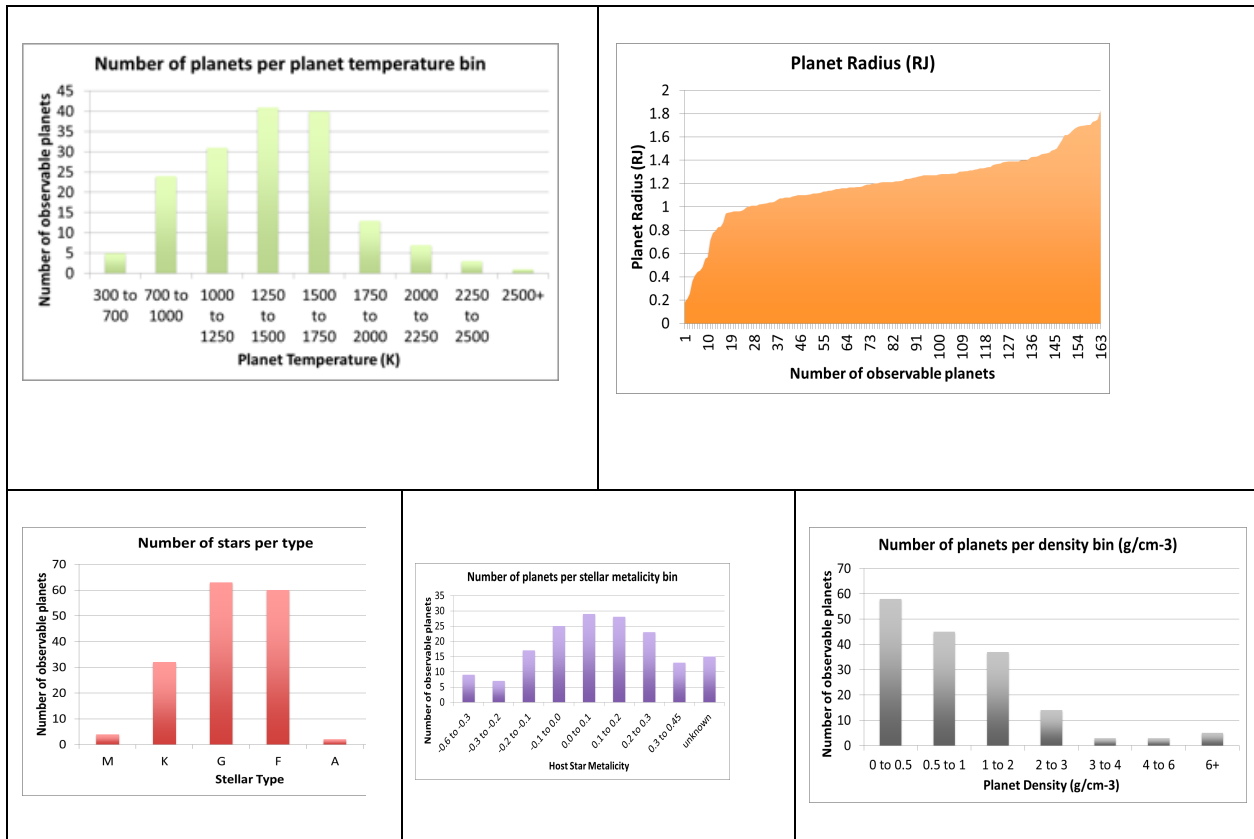 Number of planets per planet temperature bin
Number of observable planets
45
40
35
30
25
20
15
10
5
0
300 to 700
700 to 1000
1000 to 1250
1250 to 1500
1500 to 1750
1750 to 2000
2000 to 2250
2250 to 2500
2500+
Planet Temperature (K)
Planet Radius (RJ)
Planet Radius (RJ)
2
1.8
1.6
1.4
1.2
1
0.8
0.6
0.4
0.2
0
1
10
19
28
37
46
55
64
73
82
91
100
109
118
127
136
145
154
163
Number of observable planets
Number of stars per type
Number of observable planets
70
60
50
40
30
20
10
0
M
K
G
F
A
Stellar Type
Number of planets per stellar metalicity bin
Number of observable planets
35
30
25
20
15
10
5
0
-0.6 to -0.3
-0.3 to -0.2
-0.2 to -0.1
-0.1 to 0.0
0.0 to 0.1
0.1 to 0.2
0.2 to 0.3
0.3 to 0.45
unknown
Host Star Metalicity
Number of planets per density bin (g/cm-3)
Number of observable planets
70
60
50
40
30
20
10
0
0 to 0.5
0.5 to 1
1 to 2
2 to 3
3 to 4
4 to 6
6+
Planet Density (g/cm-3)